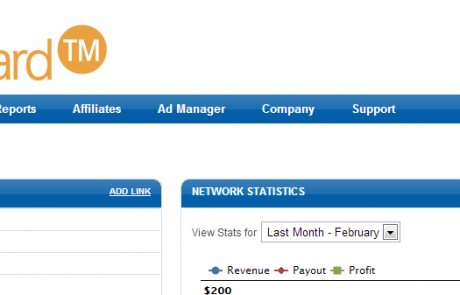 ard TM
Reports Affiliates Ad Manager Company Support
ADD LINK
NETWORK STATISTICS
View Stats for Last Month - February
Revenue Payout Profit
$200